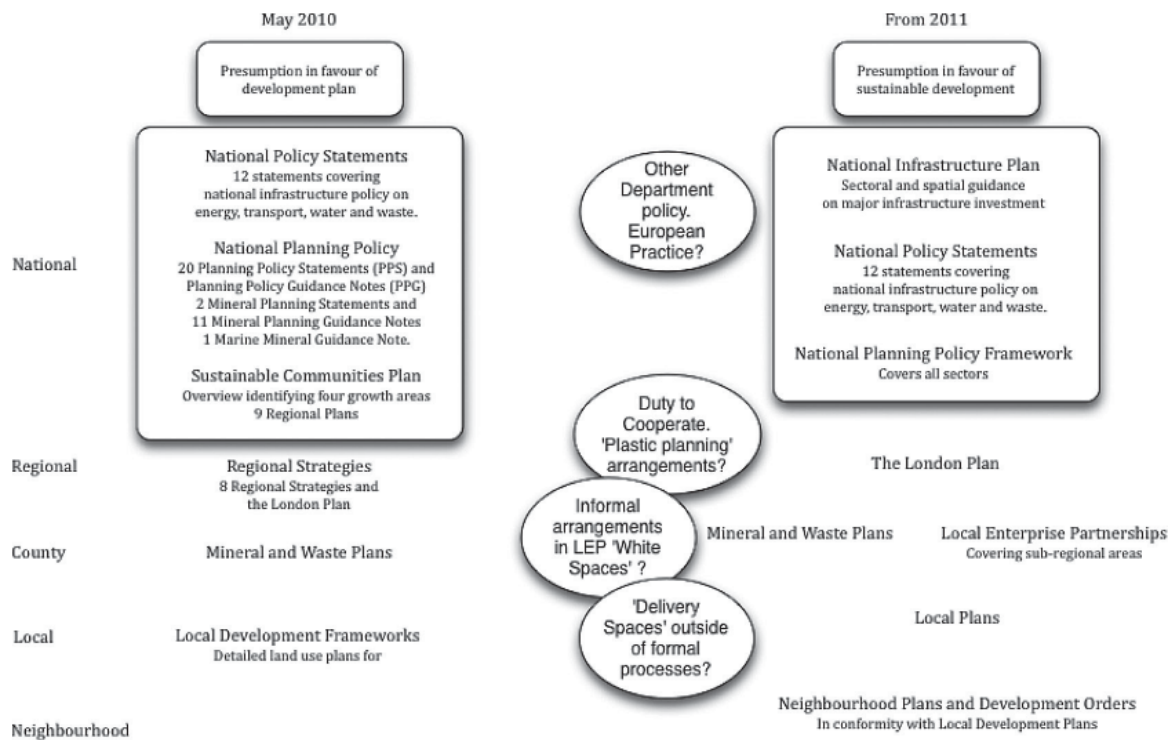 May 2010
From 2011
Presumption in favour of
development plan
Presumption in favour of
sustainable development
National
National Policy Statements
12 statements covering
national infrastructure policy on
energy, transport, water and waste.
National Planning Policy
20 Planning Policy Statements (PPS) and
Planning Policy Guidance Notes (PPG)
2 Mineral Planning Statements and
11 Mineral Planning Guidance Notes
1 Marine Mineral Guidance Note.
Sustainable Communities Plan
Overview identifying four growth areas
9 Regional Plans
Other
Department
policy.
European
Practice?
National Infrastructure Plan
Sectoral and spatial guidance
on major infrastructure investment
National Policy Statements
12 statements covering
national infrastructure policy on
energy, transport, water and waste.
National Planning Policy Framework
Covers all sectors
Duty to
Cooperate.
'Plastic planning'
arrangements?
Regional
Regional Strategies
8 Regional Strategies and
the London Plan
The London Plan
Informal
arrangements
in LEP 'White
Spaces' ?
County
Mineral and Waste Plans
Mineral and Waste Plans
Local Enterprise Partnerships
Covering sub-regional areas
'Delivery
Spaces' outside
of formal
processes?
Local
Local Development Frameworks
Detailed land use plans for
Local Plans
Neighbourhood
Neighbourhood Plans and Development Orders
In conformity with Local Development Plans